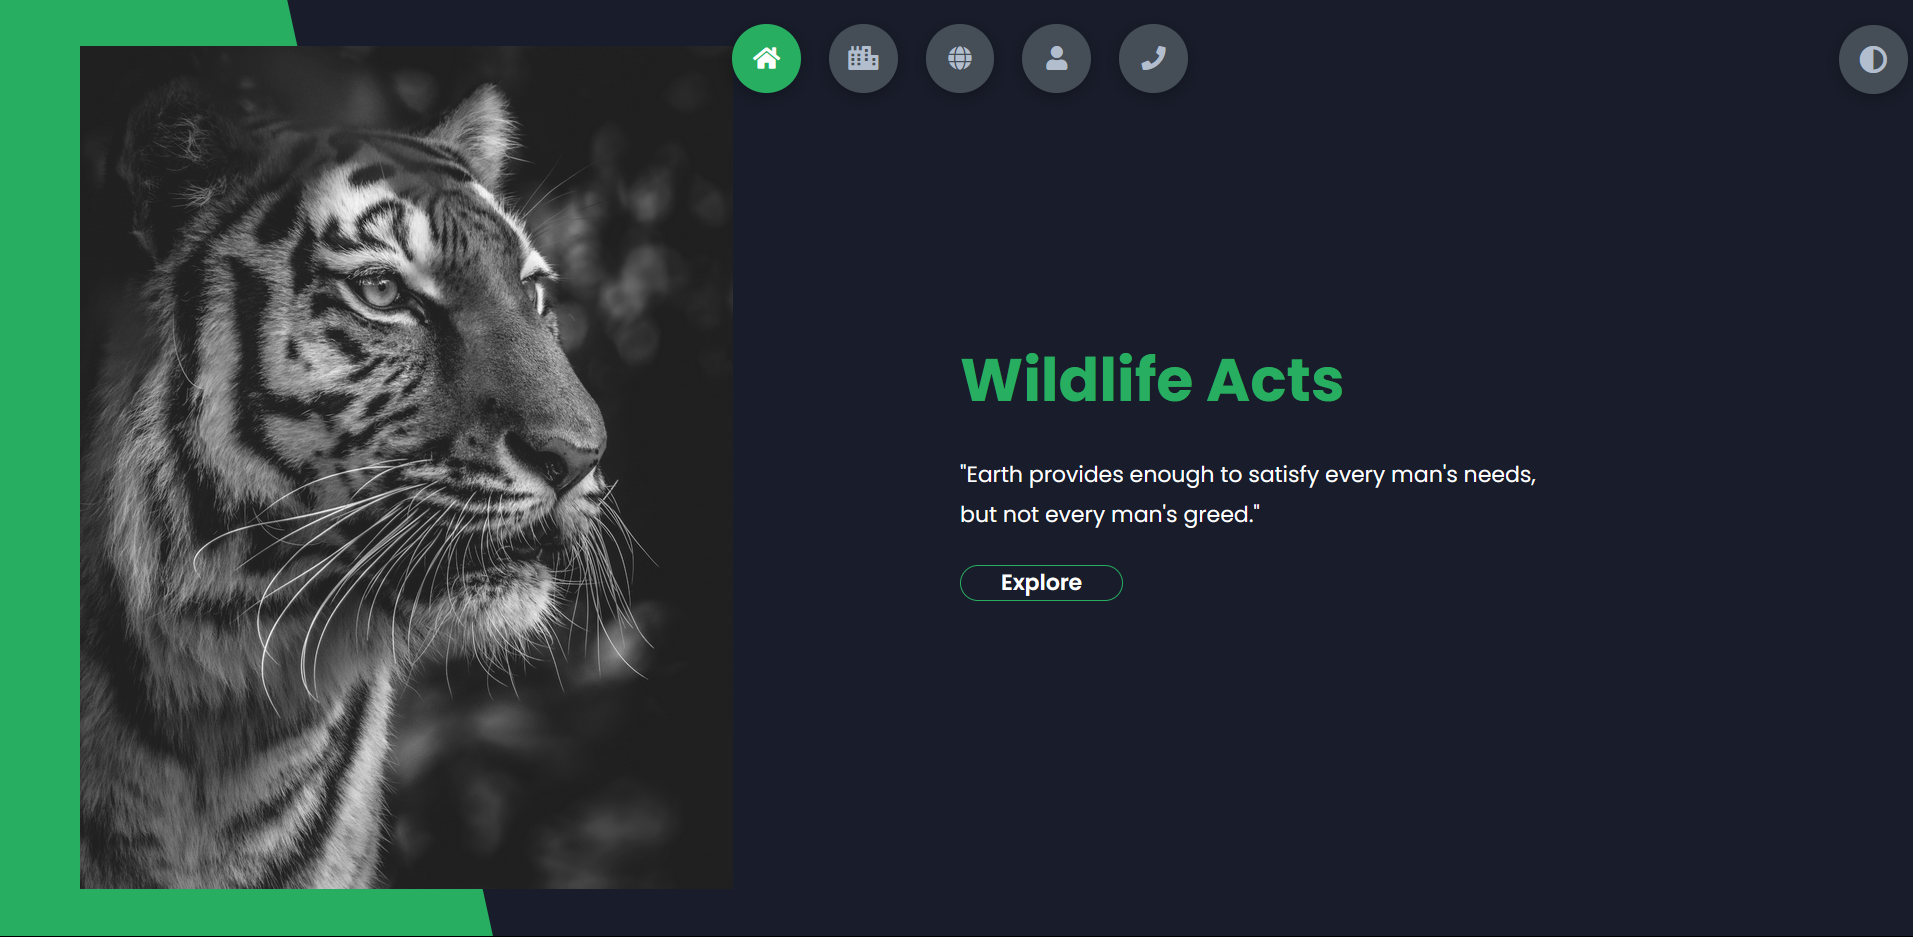 Wildlife Acts
"Earth provides enough to satisfy every man's needs,
but not every man's greed."
Explore